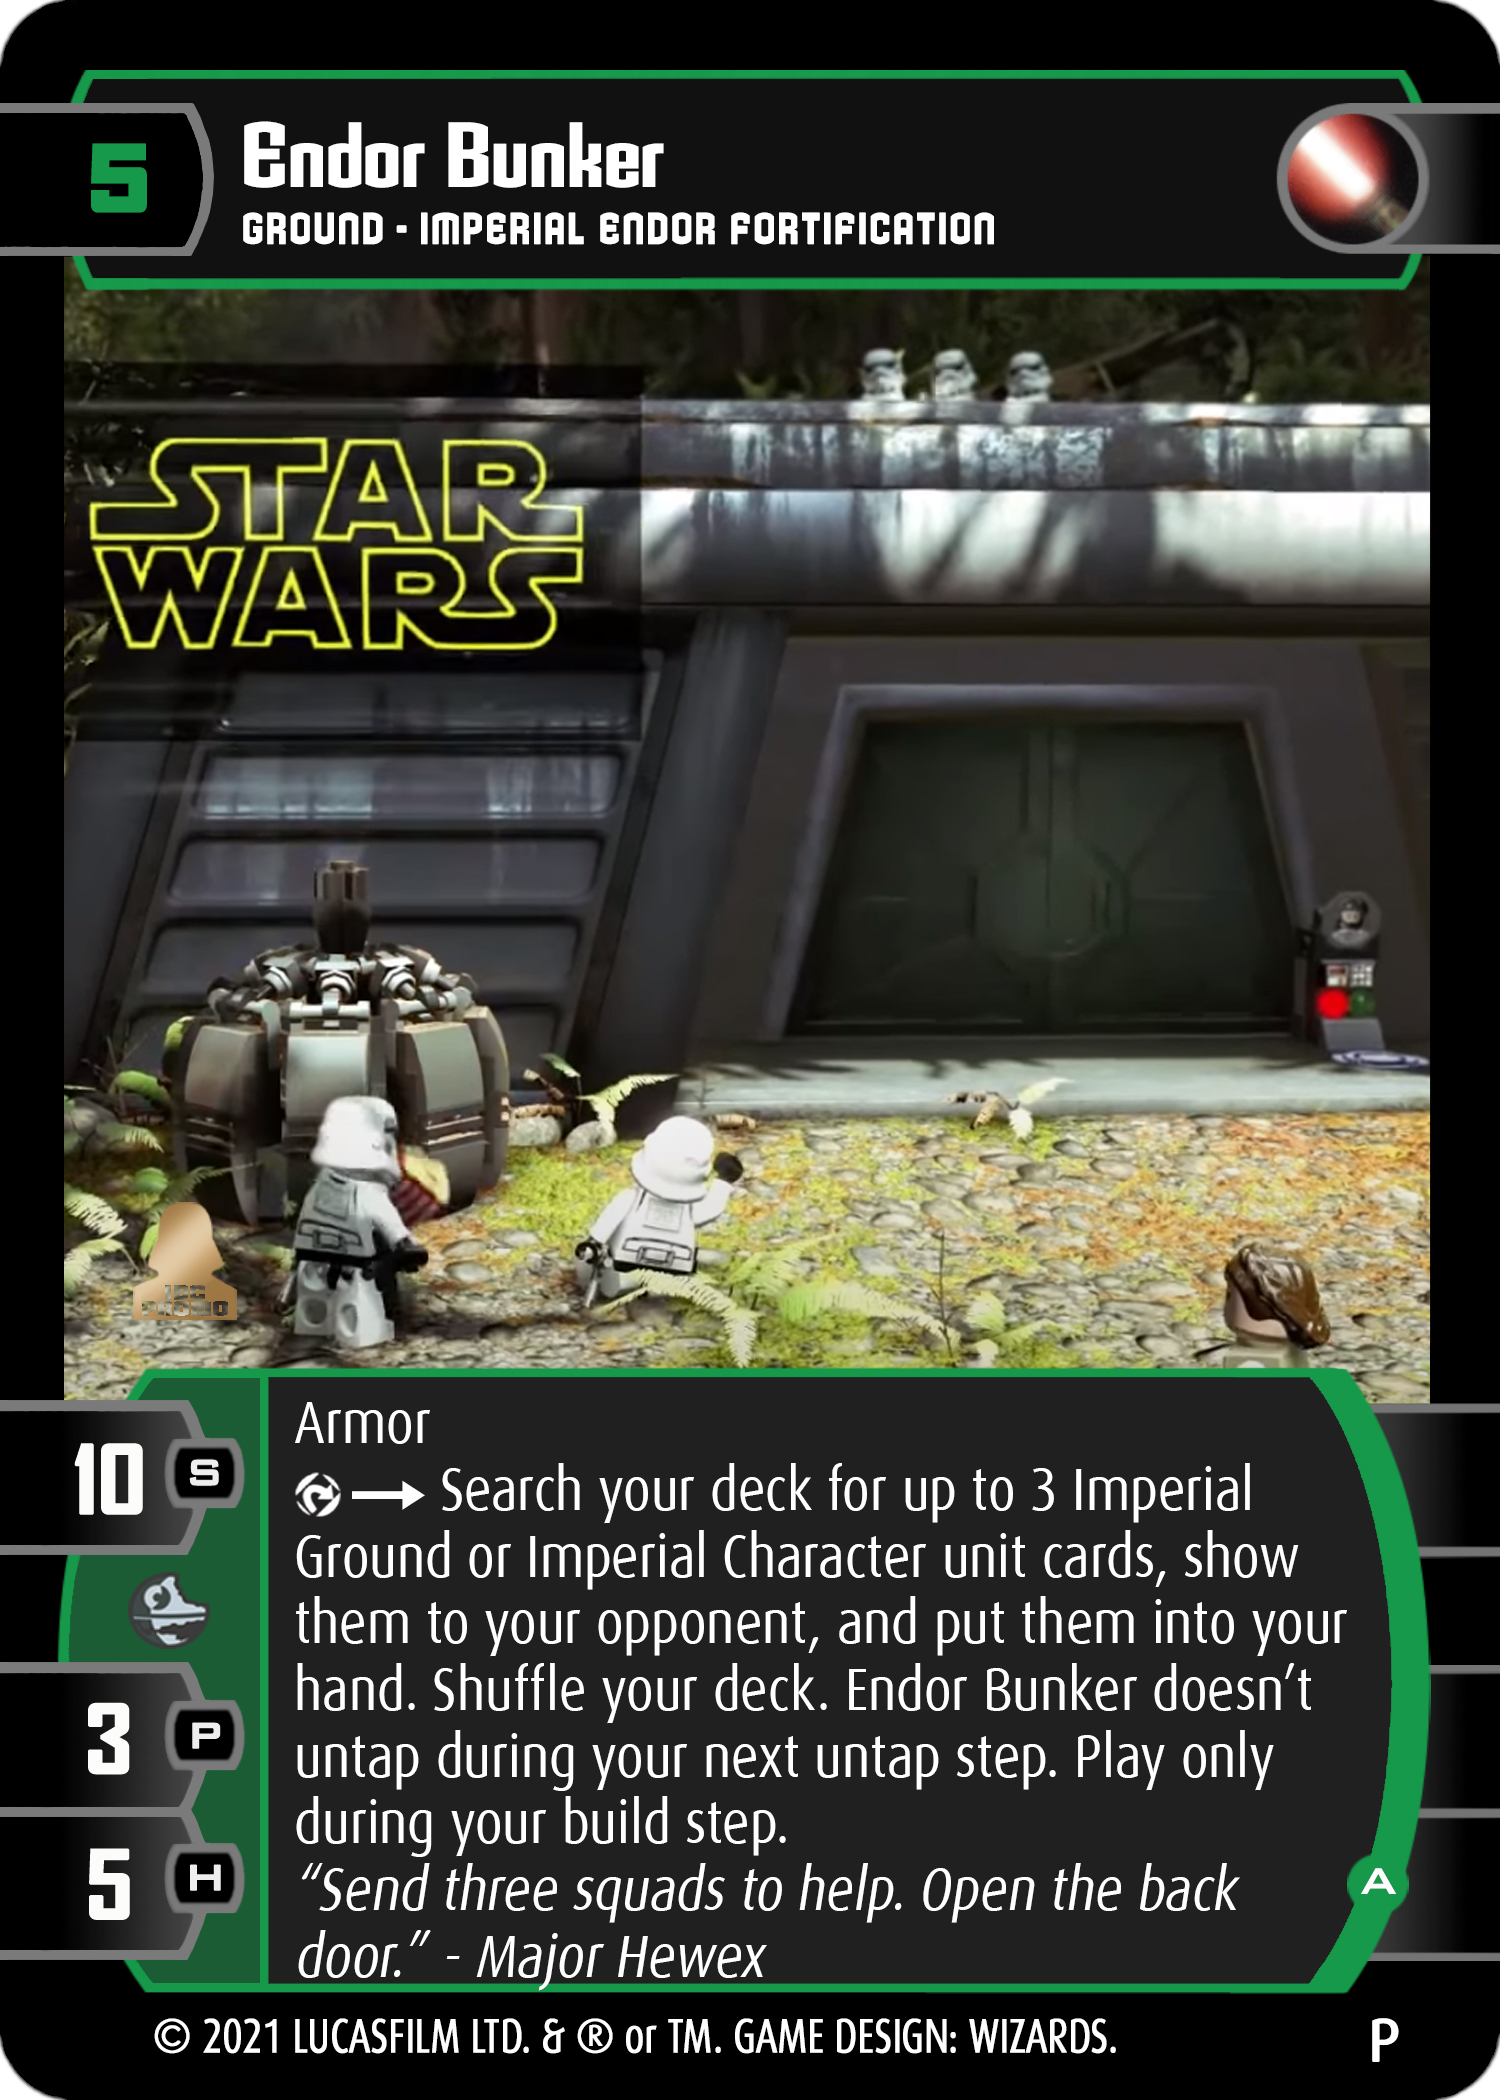 5
Endor Bunker
GROUND - IMPERIAL ENDOR FORTIFICATION
STAR
WARS
IDC
PROMO
10 S
3 P
5 H
Armor
Search your deck for up to 3 Imperial
Ground or Imperial Character unit cards, show
them to your opponent, and put them into your
hand. Shuffle your deck. Endor Bunker doesn’t
untap during your next untap step. Play only
during your build step.
“Send three squads to help. Open the back
door.” - Major Hewex
A
© 2021 LUCASFILM LTD. & ® or TM. GAME DESIGN: WIZARDS.
P